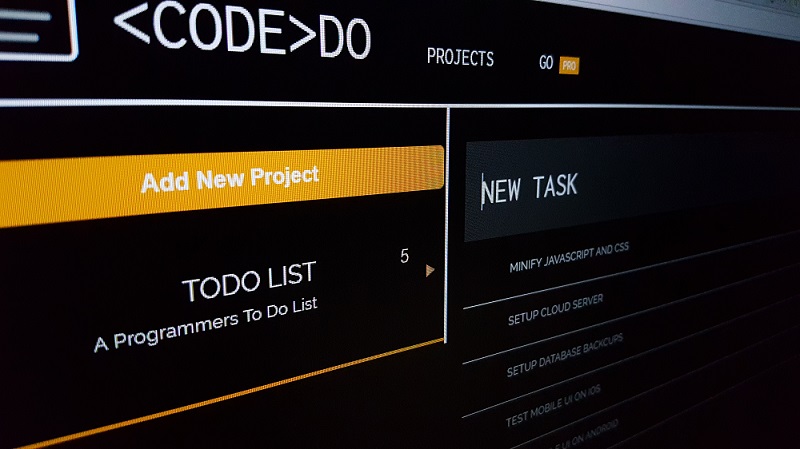 <CODE>DO
PROJECTS
GO PRO
Add New Project
TODO LIST
5
A Programmers To Do List
NEW TASK
MINIFY JAVASCRIPT AND CSS
SETUP CLOUD SERVER
SETUP DATABASE BACKUPS
TEST MOBILE UI ON IOS
UI ON ANDROID